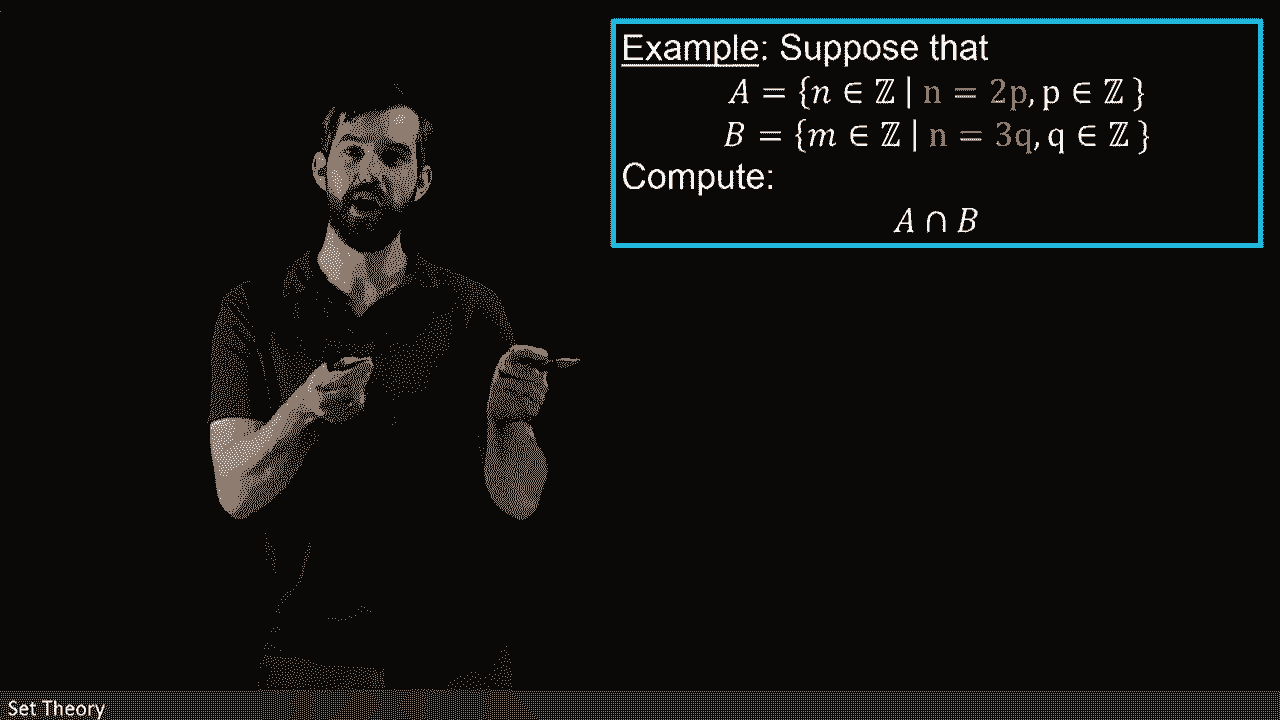 Example: Suppose that
A = {n ∈ ℤ | n = 2p, p ∈ ℤ }
B = {m ∈ ℤ | n = 3q, q ∈ ℤ }
Compute:
A ∩ B
Set Theory